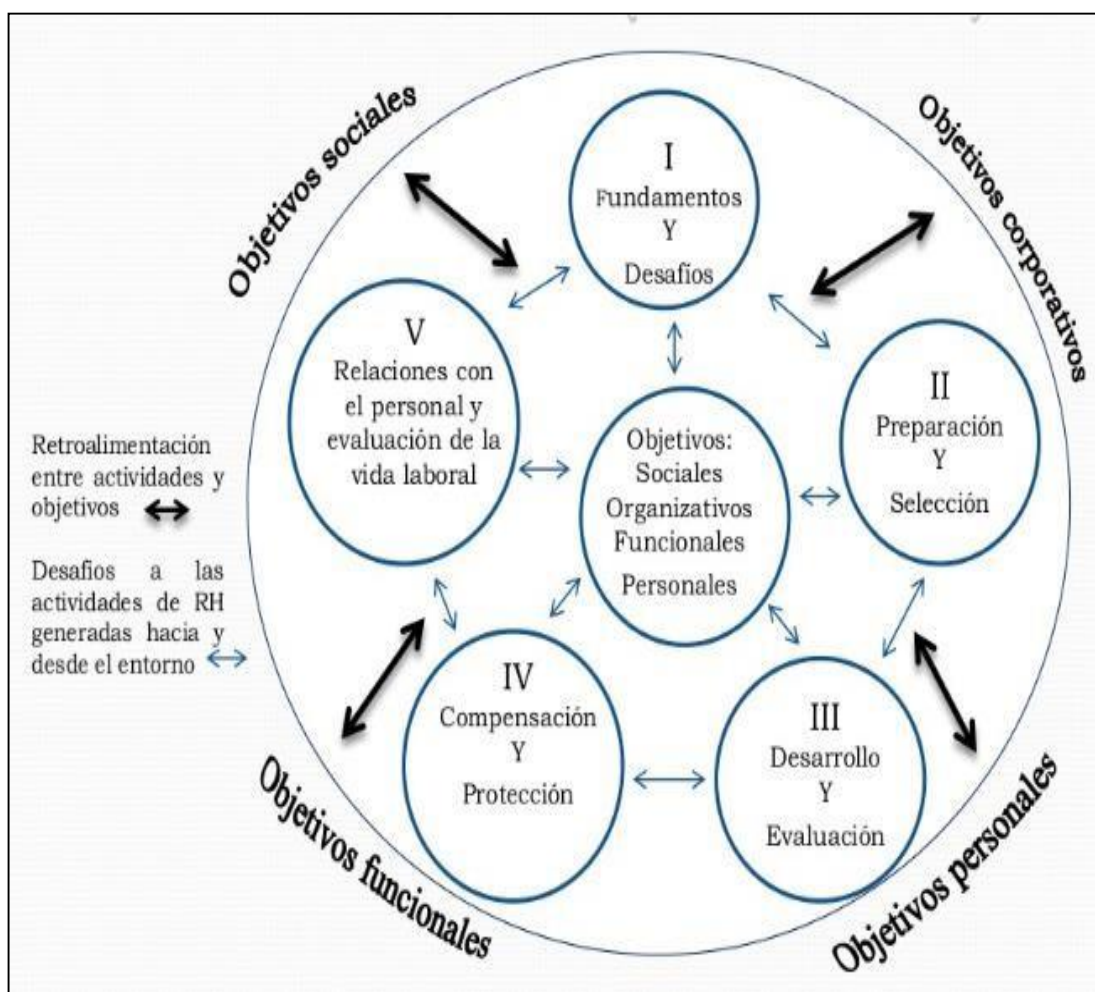 Objetivos sociales
Objetivos corporativos
I
Fundamentos
Y
Desafíos
V
Relaciones con
el personal y
evaluación de la
vida laboral
II
Preparación
Y
Selección
Objetivos:
Sociales
Organizativos
Funcionales
Personales
Retroalimentación
entre actividades y
objetivos
Desafios a las
actividades de RH
generadas hacia y
desde el entorno
IV
Compensación
Y
Protección
III
Desarrollo
Y
Evaluación
Objetivos funcionales
Objetivos personales